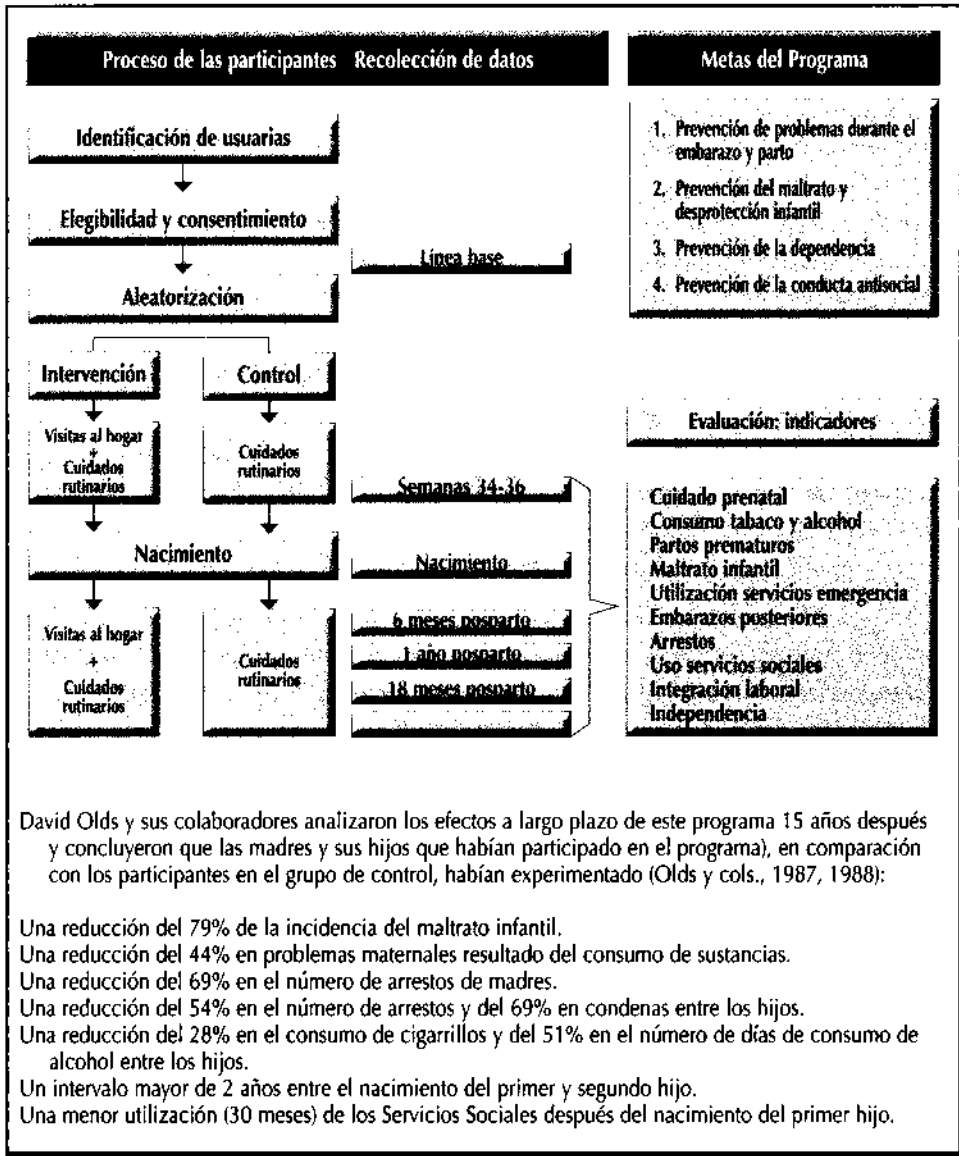 Proceso de las participantes Recolección de datos
Metas del Programa
Identificación de usuarias
Elegibilidad y consentimiento
Aleatorización
Línea base
1. Prevención de problemas durante el
embarazo y parto
2. Prevención del maltrato y
desprotección infantil
3. Prevención de la dependencia
4. Prevención de la conducta antisocial
Intervención
Control
Visitas al hogar
+
Cuidados
rutinarios
Cuidados
rutinarios
Nacimiento
Visitas al hogar
+
Cuidados
rutinarios
Cuidados
rutinarios
Semanas 34-36
Nacimiento
6 meses posparto
1 año posparto
18 meses posparto
Evaluación: indicadores
Cuidado prenatal
Consumo tabaco y alcohol
Partos prematuros
Maltrato infantil
Utilización servicios emergencia
Embarazos posteriores
Arrestos
Uso servicios sociales
Integración laboral
Independencia
David Olds y sus colaboradores analizaron los efectos a largo plazo de este programa 15 años después
y concluyeron que las madres y sus hijos que habían participado en el programa), en comparación
con los participantes en el grupo de control, habían experimentado (Olds y cols., 1987, 1988):
Una reducción del 79% de la incidencia del maltrato infantil.
Una reducción del 44% en problemas maternales resultado del consumo de sustancias.
Una reducción del 69% en el número de arrestos de madres.
Una reducción del 54% en el número de arrestos y del 69% en condenas entre los hijos.
Una reducción del 28% en el consumo de cigarrillos y del 51% en el número de días de consumo de
alcohol entre los hijos.
Un intervalo mayor de 2 años entre el nacimiento del primer y segundo hijo.
Una menor utilización (30 meses) de los Servicios Sociales después del nacimiento del primer hijo.